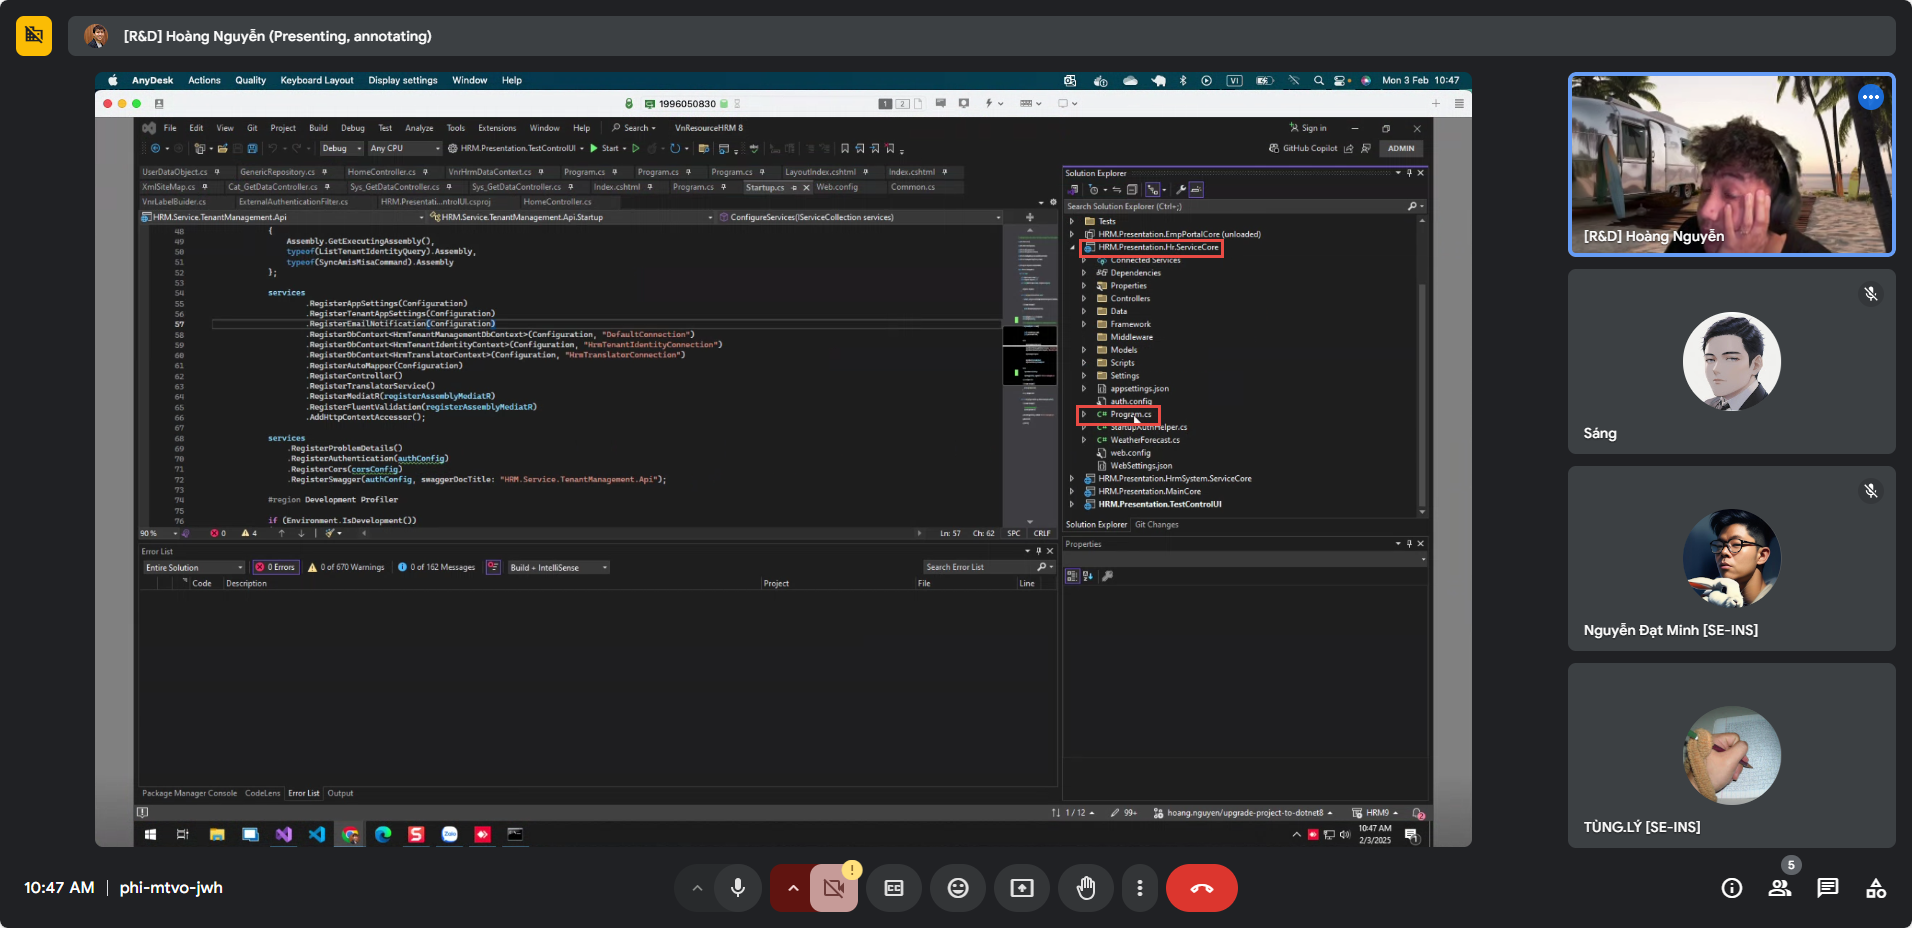 [R&D] Hoàng Nguyễn (Presenting, annotating)
AnyDesk Actions Quality Keyboard Layout Display settings Window Help
VI Mon 3 Feb 10:47
1996050830
1 2
File Edit View Git Project Build Debug Test Analyze Tools Extensions Window Help Search VnResourceHRM 8 Sign in
Debug Any CPU HRM.Presentation.TestControlUI Start GitHub Copilot ADMIN
UserDataObject.cs GenericRepository.cs HomeController.cs VnrHrmDataContext.cs Program.cs Program.cs Program.cs LayoutIndex.cshtml Index.cshtml
XmlSiteMap.cs Cat_GetDataController.cs Sys_GetDataController.cs Sys_GetDataController.cs Index.cshtml Program.cs Startup.cs Web.config Common.cs
VnrLabelBuider.cs ExternalAuthenticationFilter.cs HRM.Presentati...ntrolUI.csproj HomeController.cs
HRM.Service.TenantManagement.Api HRM.Service.TenantManagement.Api.Startup ConfigureServices(IServiceCollection services)
48 {
49 Assembly.GetExecutingAssembly(),
50 typeof(ListTenantIdentityQuery).Assembly,
51 typeof(SyncAmisMisaCommand).Assembly
52 };
53
54 services
55 .RegisterAppSettings(Configuration)
56 .RegisterTenantAppSettings(Configuration)
57 .RegisterEmailNotification(Configuration)
58 .RegisterDbContext<HrmTenantManagementDbContext>(Configuration, "DefaultConnection")
59 .RegisterDbContext<HrmTenantIdentityContext>(Configuration, "HrmTenantIdentityConnection")
60 .RegisterDbContext<HrmTranslatorContext>(Configuration, "HrmTranslatorConnection")
61 .RegisterAutoMapper(Configuration)
62 .RegisterController()
63 .RegisterTranslatorService()
64 .RegisterMediatR(registerAssemblyMediatR)
65 .RegisterFluentValidation(registerAssemblyMediatR)
66 .AddHttpContextAccessor();
67
68 services
69 .RegisterProblemDetails()
70 .RegisterAuthentication(authConfig)
71 .RegisterCors(corsConfig)
72 .RegisterSwagger(authConfig, swaggerDocTitle: "HRM.Service.TenantManagement.Api");
73
74 #region Development Profiler
75
76 if (Environment.IsDevelopment())
90 % 0 4 Ln: 57 Ch: 62 SPC CRLF
Error List
Entire Solution 0 Errors 0 of 670 Warnings 0 of 162 Messages Build + IntelliSense Search Error List
Code Description Project File Line
Package Manager Console CodeLens Error List Output
Solution Explorer
Search Solution Explorer (Ctrl+;)
Tests
HRM.Presentation.EmpPortalCore (unloaded)
HRM.Presentation.Hr.ServiceCore
Connected Services
Dependencies
Properties
Controllers
Data
Framework
Middleware
Models
Scripts
Settings
appsettings.json
auth.config
C# Program.cs
C# StartupAuthHelper.cs
C# WeatherForecast.cs
web.config
WebSettings.json
HRM.Presentation.HrmSystem.ServiceCore
HRM.Presentation.MainCore
HRM.Presentation.TestControlUI
Solution Explorer Git Changes
Properties
1 / 12 99+ hoang.nguyen/upgrade-project-to-dotnet8 HRM9 2
Zalo
10:47 AM
2/3/2025
1
[R&D] Hoàng Nguyễn
Sáng
Nguyễn Đạt Minh [SE-INS]
TÙNG.LÝ [SE-INS]
10:47 AM | phi-mtvo-jwh
5